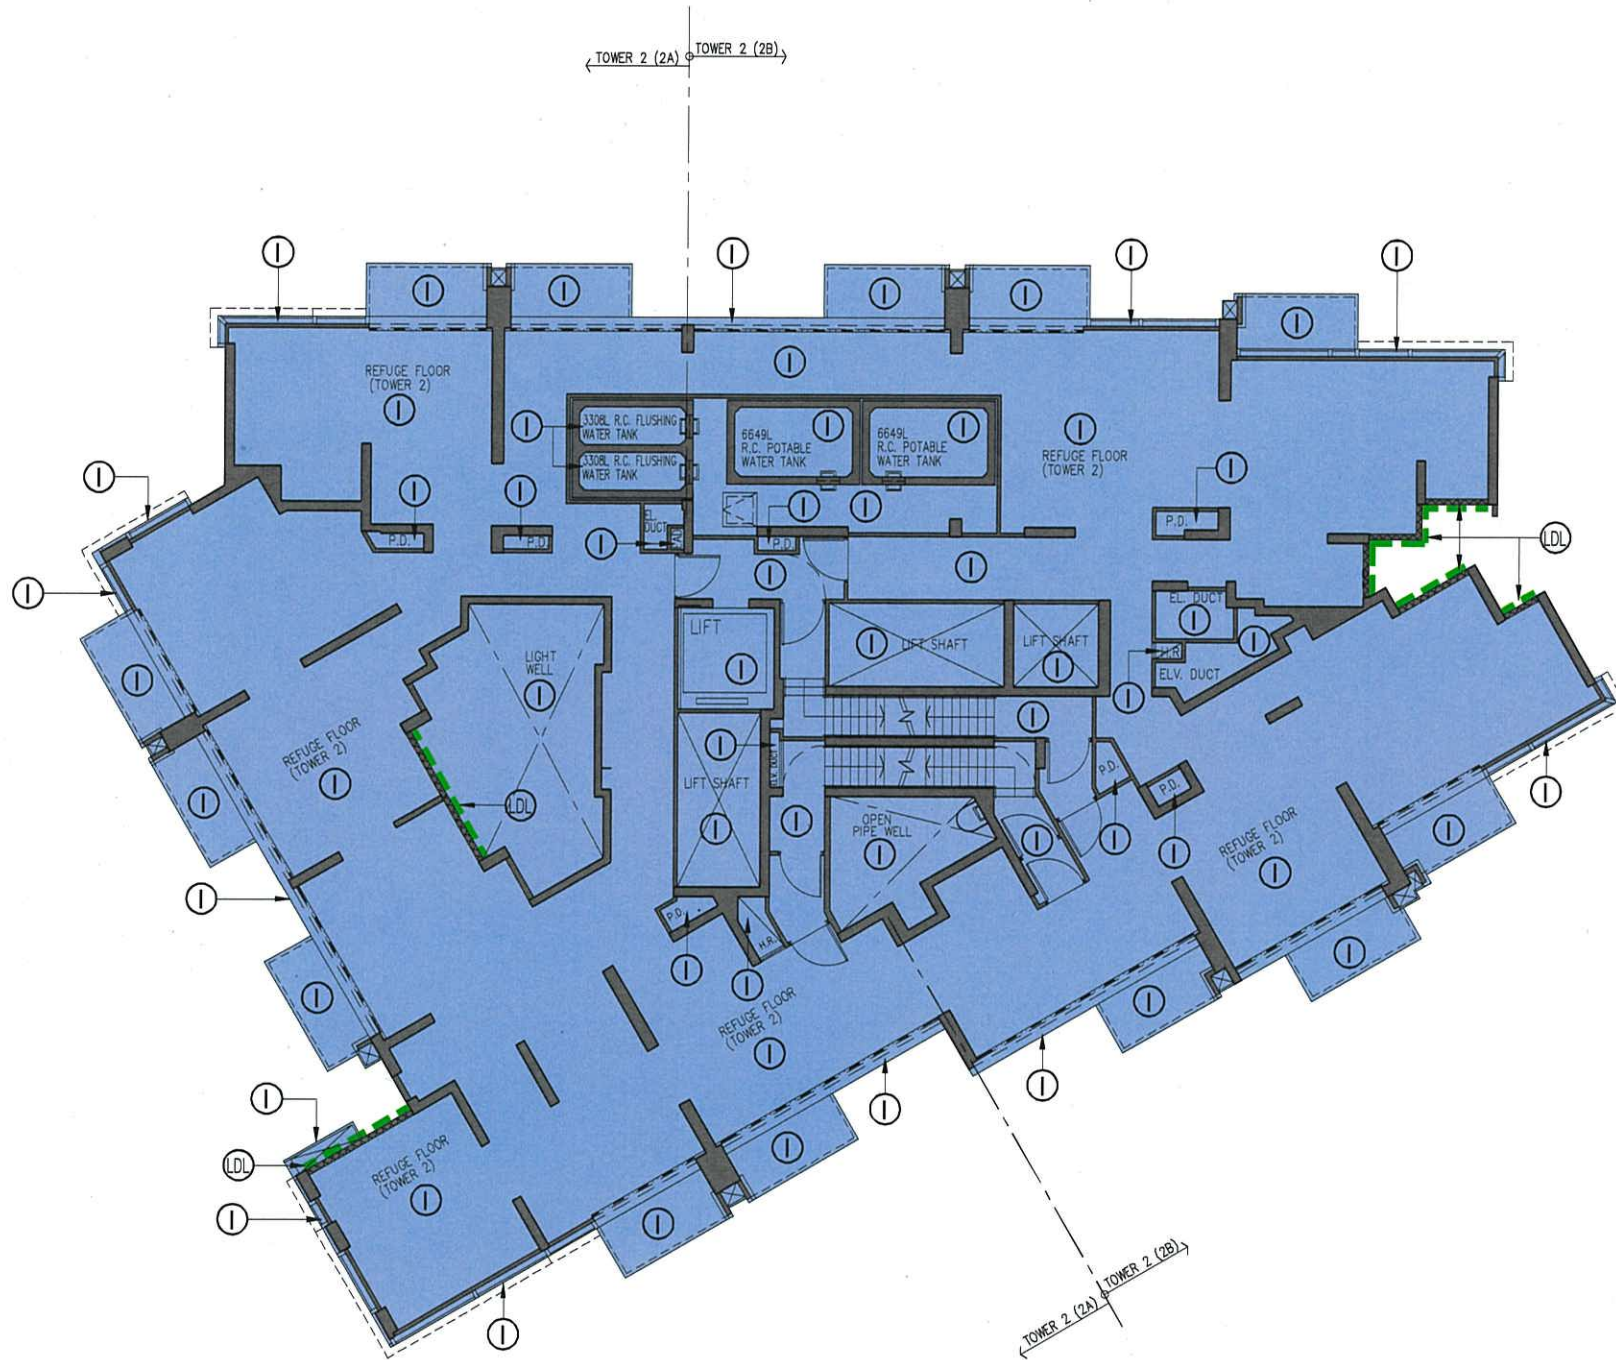 TOWER 2 (2A)
TOWER 2 (2B)
I
I
I
I
I
I
I
I
I
I
REFUGE FLOOR
(TOWER 2)
I
I
3308L R.C. FLUSHING
WATER TANK
3308L R.C. FLUSHING
WATER TANK
6649L
R.C. POTABLE
WATER TANK
I
6649L
R.C. POTABLE
WATER TANK
I
I
REFUGE FLOOR
(TOWER 2)
I
I
I
I
I
I
P.D.
P.D.
EL.
DUCT
I
P.D.
P.D.
LDL
I
I
I
EL. DUCT
I
LIFT
I
LIGHT
WELL
I
I
LIFT SHAFT
LIFT SHAFT
I
I
H.R.
ELV. DUCT
I
I
REFUGE FLOOR
(TOWER 2)
I
I
LDL
I
ELV. DUCT
LIFT SHAFT
I
I
I
P.D.
P.D.
I
I
OPEN
PIPE WELL
I
I
I
I
REFUGE FLOOR
(TOWER 2)
I
I
I
I
P.D.
H.R.
I
I
I
I
I
REFUGE FLOOR
(TOWER 2)
I
I
I
I
LDL
REFUGE FLOOR
(TOWER 2)
I
I
I
I
I
TOWER 2 (2B)
TOWER 2 (2A)